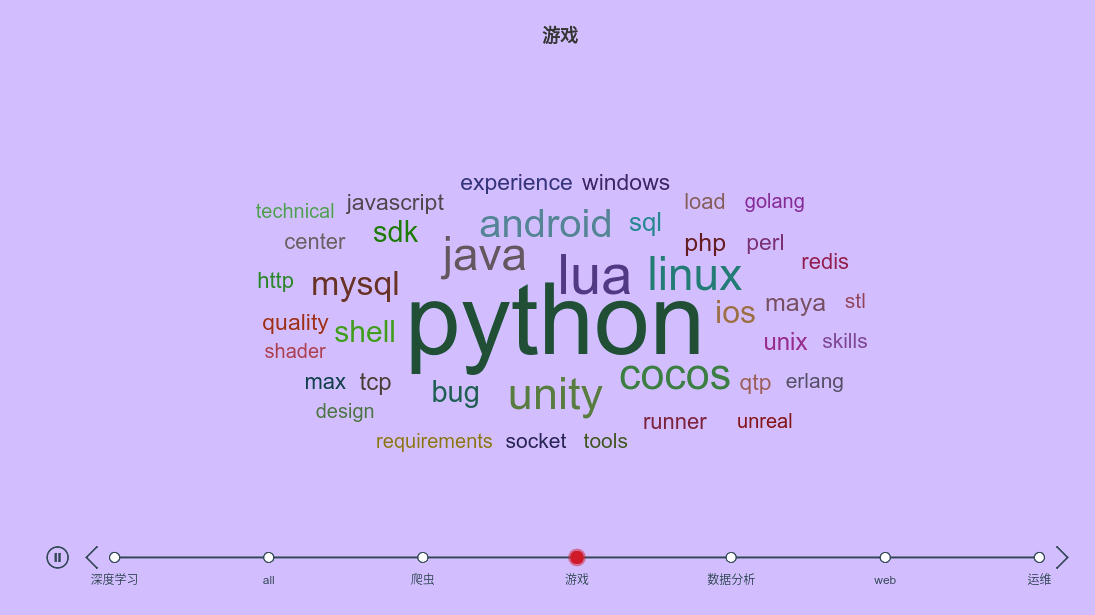 游戏
experience windows
technical javascript load golang
center sdk android sql php perl
java redis
http mysql lua linux
python ios maya stl
quality shell
shader unix skills
max tcp bug unity cocos qtp erlang
design runner unreal
requirements socket tools
深度学习 all 爬虫 游戏 数据分析 web 运维